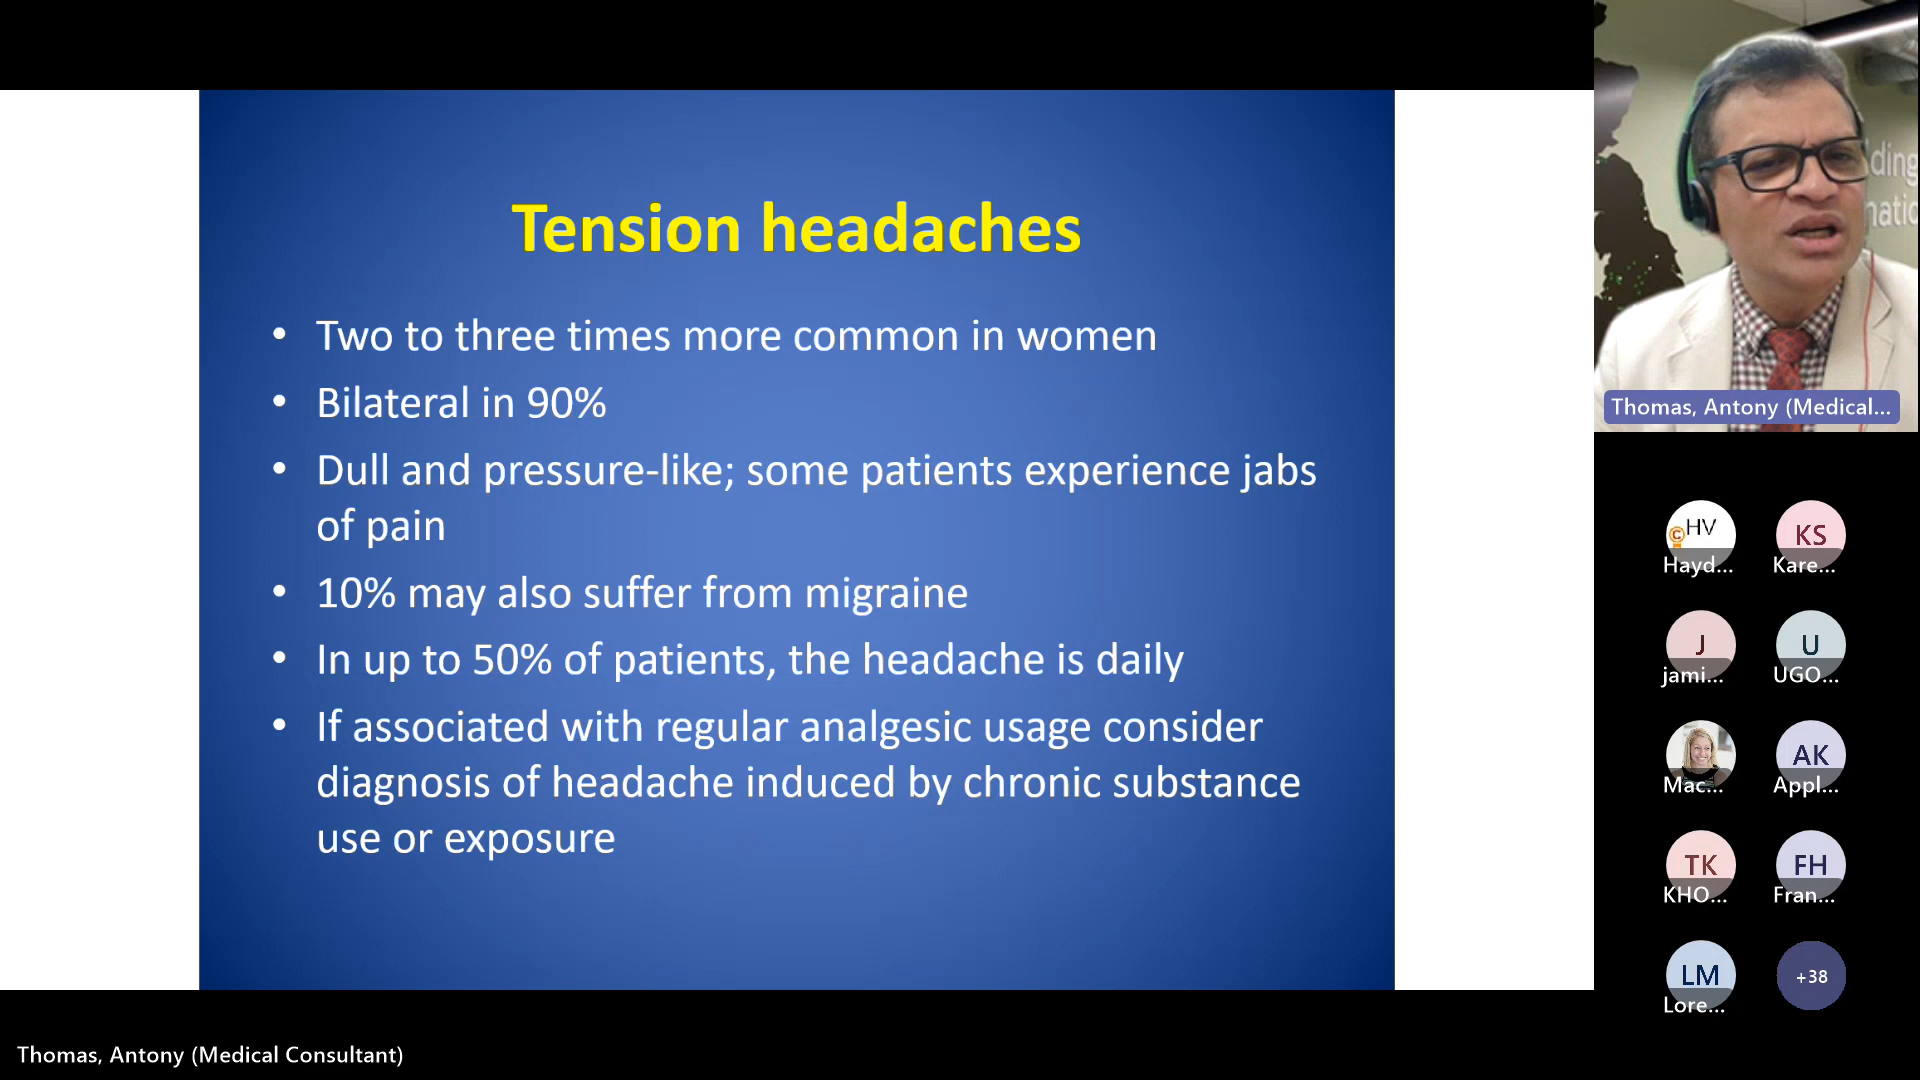 Tension headaches
• Two to three times more common in women
• Bilateral in 90%
• Dull and pressure-like; some patients experience jabs
of pain
• 10% may also suffer from migraine
• In up to 50% of patients, the headache is daily
• If associated with regular analgesic usage consider
diagnosis of headache induced by chronic substance
use or exposure
ding
natio
Thomas, Antony (Medical...
C HV
Hayd...
KS
Kare...
J
jami...
U
UGO...
Mac...
AK
Appl...
TK
KHO...
FH
Fran...
LM
Lore...
+38
Thomas, Antony (Medical Consultant)